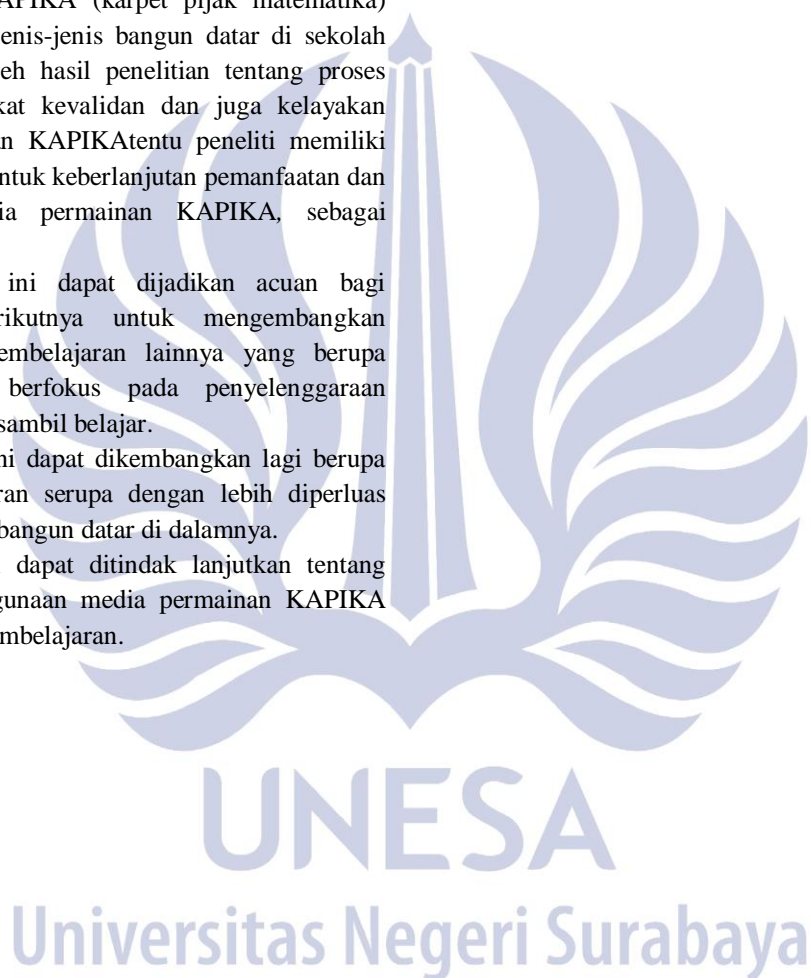 APIKA (karpet pijak matematika)
enis-jenis bangun datar di sekolah
eh hasil penelitian tentang proses
kat kevalidan dan juga kelayakan
an KAPIKAtentu peneliti memiliki
ntuk keberlanjutan pemanfaatan dan
ia permainan KAPIKA, sebagai
ini dapat dijadikan acuan bagi
rikutnya untuk mengembangkan
embelajaran lainnya yang berupa
berfokus pada penyelenggaraan
sambil belajar.
ni dapat dikembangkan lagi berupa
ran serupa dengan lebih diperluas
bangun datar di dalamnya.
dapat ditindak lanjutkan tentang
gunaan media permainan KAPIKA
embelajaran.
UNESA
Universitas Negeri Surabaya